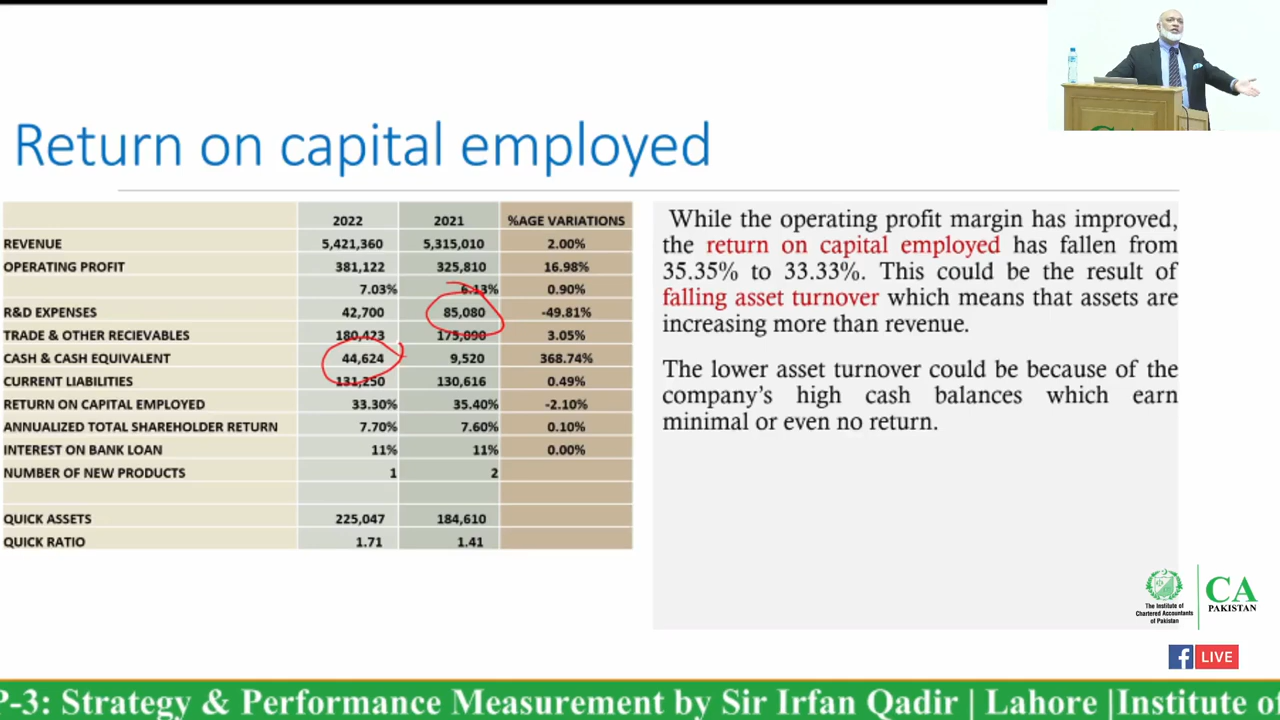 Return on capital employed
2022 2021 %AGE VARIATIONS
REVENUE 5,421,360 5,315,010 2.00%
OPERATING PROFIT 381,122 325,810 16.98%
7.03% 6.13% 0.90%
R&D EXPENSES 42,700 85,080 -49.81%
TRADE & OTHER RECIEVABLES 180,423 175,090 3.05%
CASH & CASH EQUIVALENT 44,624 9,520 368.74%
CURRENT LIABILITIES 131,250 130,616 0.49%
RETURN ON CAPITAL EMPLOYED 33.30% 35.40% -2.10%
ANNUALIZED TOTAL SHAREHOLDER RETURN 7.70% 7.60% 0.10%
INTEREST ON BANK LOAN 11% 11% 0.00%
NUMBER OF NEW PRODUCTS 1 2
QUICK ASSETS 225,047 184,610
QUICK RATIO 1.71 1.41
While the operating profit margin has improved,
the return on capital employed has fallen from
35.35% to 33.33%. This could be the result of
falling asset turnover which means that assets are
increasing more than revenue.
The lower asset turnover could be because of the
company's high cash balances which earn
minimal or even no return.
The Institute of
Chartered Accountants
of Pakistan
CA
PAKISTAN
f LIVE
P-3: Strategy & Performance Measurement by Sir Irfan Qadir | Lahore |Institute of